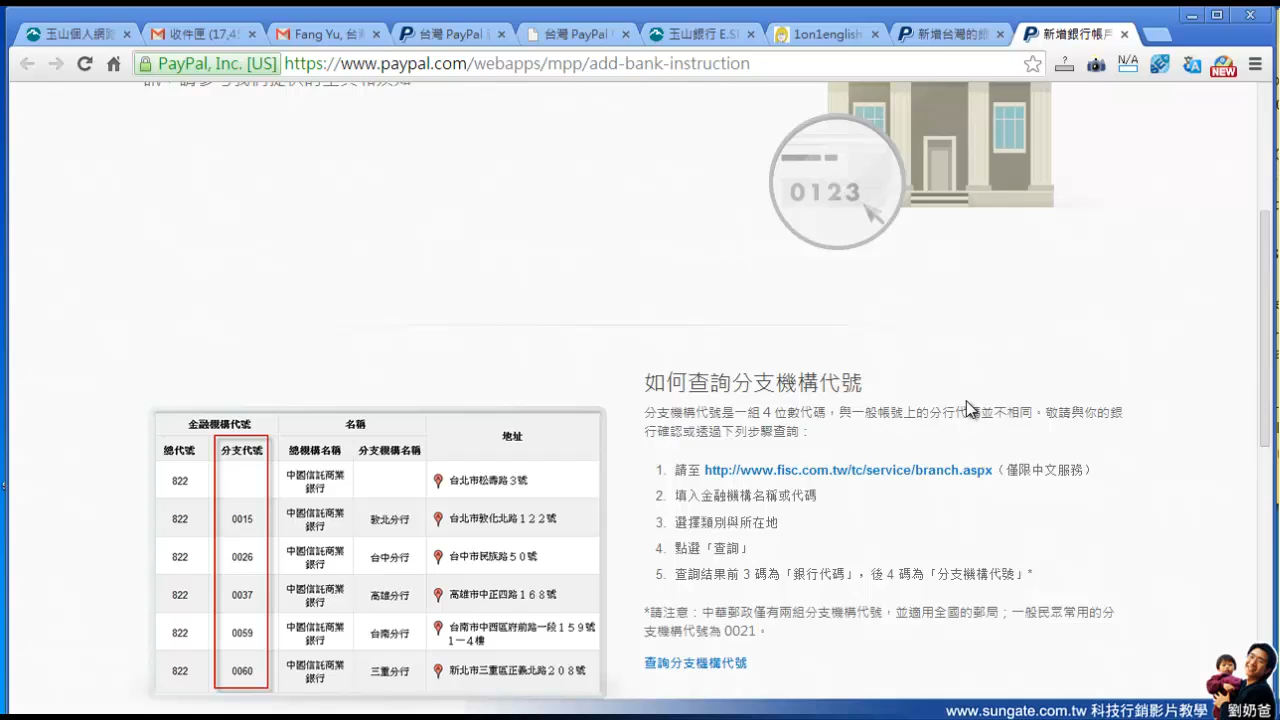 玉山個人網路
收件匣 (17,45
Fang Yu, 台灣
台灣 PayPal
台灣 PayPal
玉山銀行 E.SU
1on1english
新增台灣的銀
新增銀行帳戶
PayPal, Inc. [US]
https://www.paypal.com/webapps/mpp/add-bank-instruction
N/A
NEW
0123
如何查詢分支機構代號
分支機構代號是一組 4 位數代碼，與一般帳號上的分行代碼並不相同。敬請與你的銀
行確認或透過下列步驟查詢：
1. 請至 http://www.fisc.com.tw/tc/service/branch.aspx（僅限中文服務）
2. 填入金融機構名稱或代碼
3. 選擇類別與所在地
4. 點選「查詢」
5. 查詢結果前 3 碼為「銀行代碼」，後 4 碼為「分支機構代號」*
*請注意：中華郵政僅有兩組分支機構代號，並適用全國的郵局；一般民眾常用的分
支機構代號為 0021。
查詢分支機構代號
金融機構代號 名稱 地址
總代號 分支代號 總機構名稱 分支機構名稱
822 中國信託商業銀行 台北市松壽路３號
822 0015 中國信託商業銀行 敦北分行 台北市敦化北路１２２號
822 0026 中國信託商業銀行 台中分行 台中市民族路５０號
822 0037 中國信託商業銀行 高雄分行 高雄市中正四路１６８號
822 0059 中國信託商業銀行 台南分行 台南市中西區府前路一段１５９號１－４樓
822 0060 中國信託商業銀行 三重分行 新北市三重區正義北路２０８號
www.sungate.com.tw 科技行銷影片教學
劉奶爸